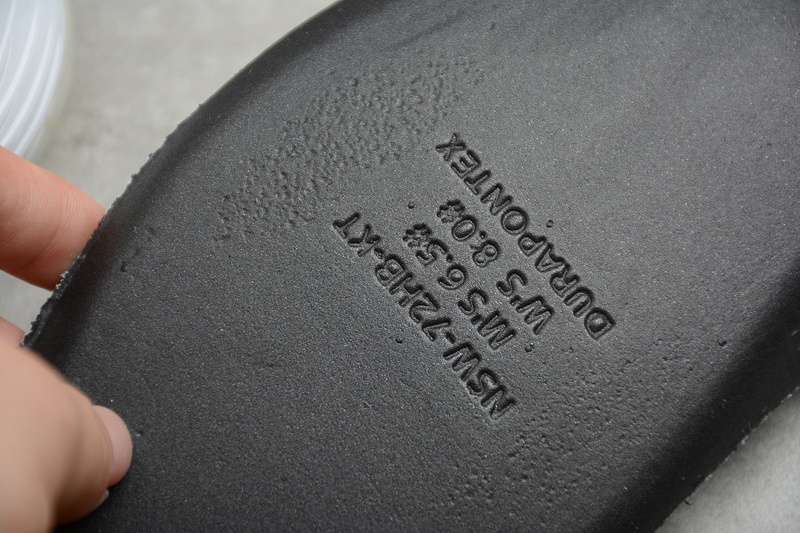 NSW-72HB-KT
M'S 6.5#
W'S 8.0#
DURAPONTEX